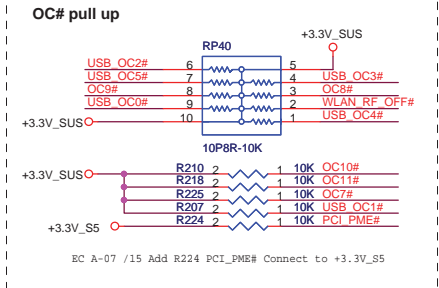 OC# pull up
RP40
+3.3V_SUS
USB_OC2# 6 5
USB_OC5# 7 4 USB_OC3#
OC9# 8 3 OC8#
USB_OC0# 9 2 WLAN_RF_OFF#
+3.3V_SUS 10 1 USB_OC4#
10P8R-10K
+3.3V_SUS R210 2 1 10K OC10#
R218 2 1 10K OC11#
R225 2 1 10K OC7#
R207 2 1 10K USB_OC1#
+3.3V_S5 R224 2 1 10K PCI_PME#
EC A-07 /15 Add R224 PCI_PME# Connect to +3.3V_S5